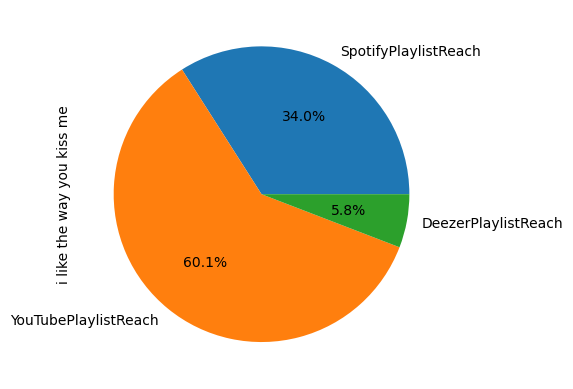 SpotifyPlaylistReach
34.0%
i like the way you kiss me
5.8%
DeezerPlaylistReach
60.1%
YouTubePlaylistReach